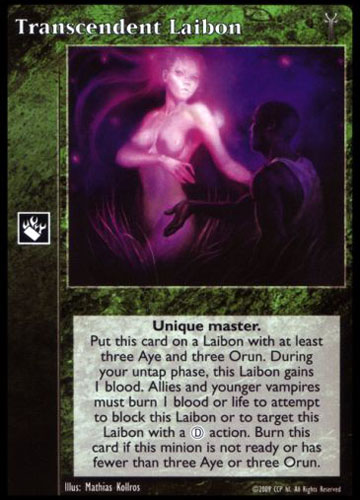 Transcendent Laibon
Unique master.
Put this card on a Laibon with at least
three Aye and three Orun. During
your untap phase, this Laibon gains
1 blood. Allies and younger vampires
must burn 1 blood or life to attempt
to block this Laibon or to target this
Laibon with a Ⓓ action. Burn this
card if this minion is not ready or has
fewer than three Aye or three Orun.
Illus: Mathias Kollros
©2009 CCP hf. All Rights Reserved